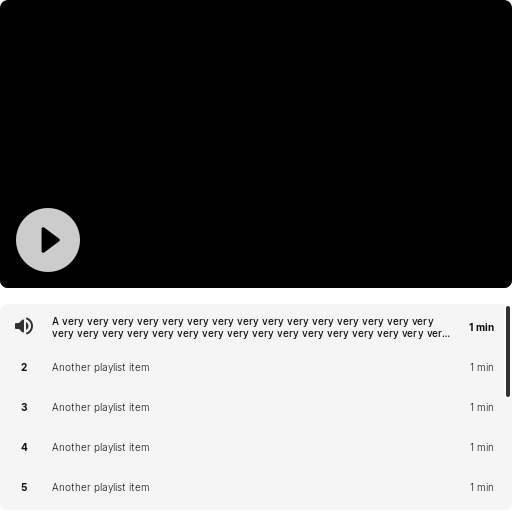 A very very very very very very very very very very very very very very very
very very very very very very very very very very very very very very very ver...
1 min
2 Another playlist item 1 min
3 Another playlist item 1 min
4 Another playlist item 1 min
5 Another playlist item 1 min